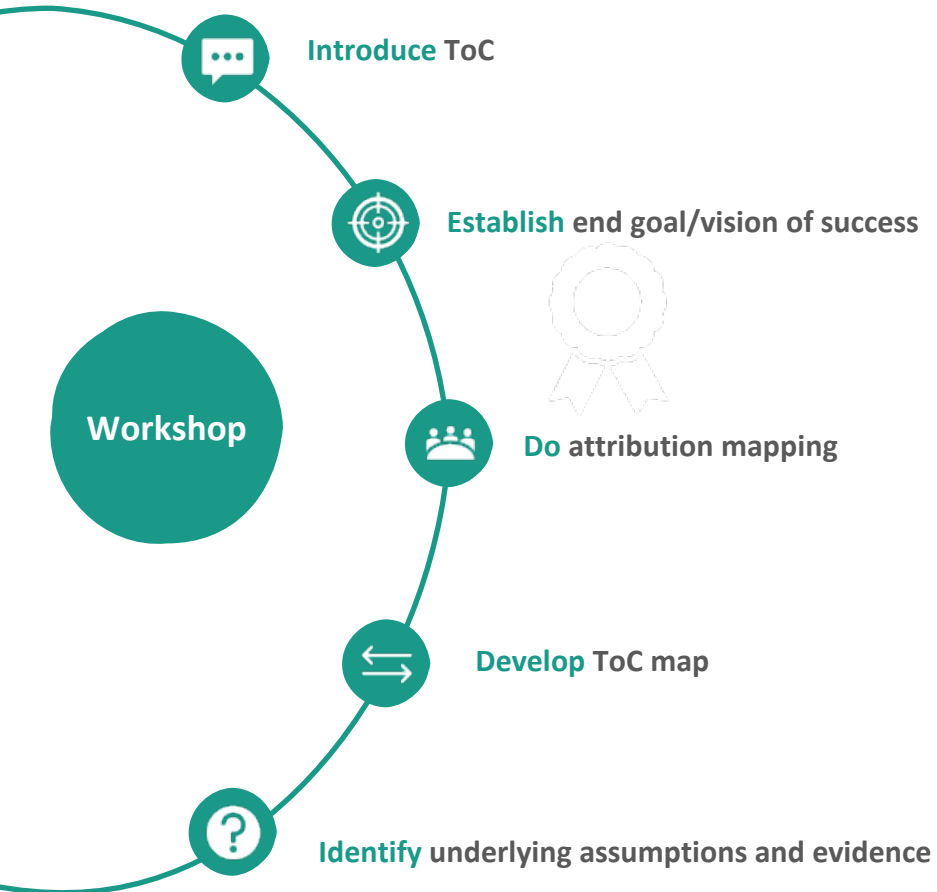 Introduce ToC
Establish end goal/vision of success
Workshop
Do attribution mapping
Develop ToC map
Identify underlying assumptions and evidence